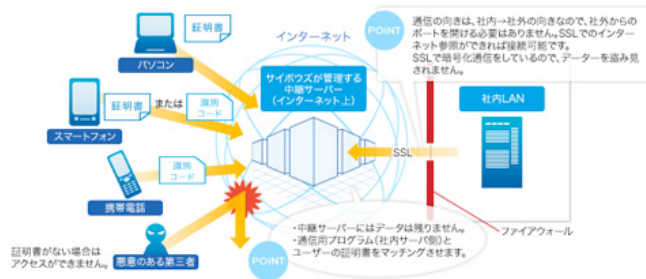 証明書
パソコン
インターネット
サイボウズが管理する
中継サーバー
（インターネット上）
POINT
通信の向きは、社内→社外の向きなので、社外からの
ポートを開ける必要はありません。SSLでのインター
ネット参照ができれば接続可能です。
SSLで暗号化通信をしているので、データーを盗み見
されません。
証明書
または
識別
コード
スマートフォン
社内LAN
SSL
識別
コード
携帯電話
ファイアウォール
証明書がない場合は
アクセスができません。
悪意のある第三者
POINT
・中継サーバーにはデータは残りません。
・通信用プログラム（社内サーバ側）と
ユーザーの証明書をマッチングさせます。